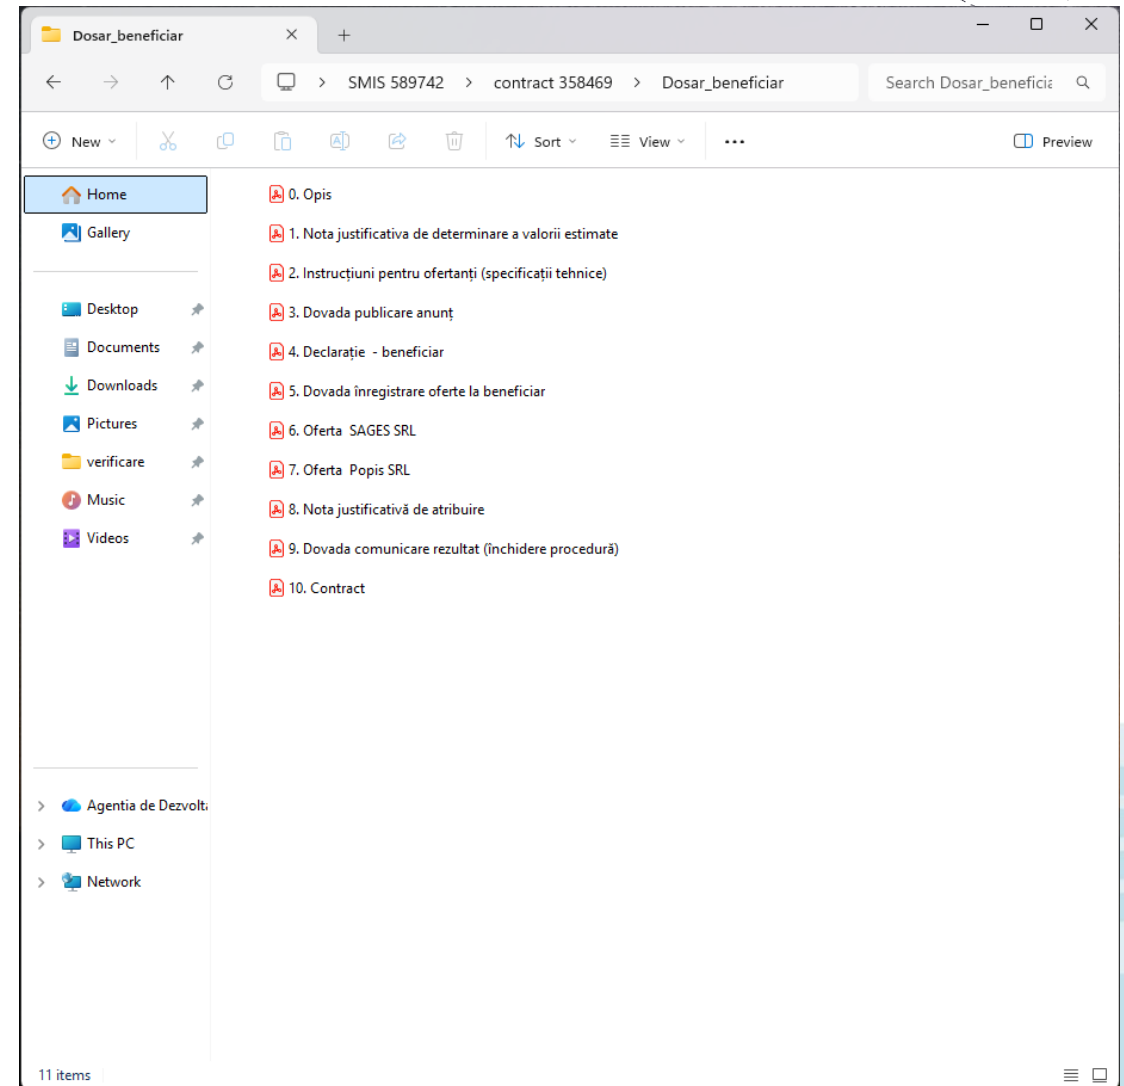 Dosar_beneficiar
SMIS 589742 > contract 358469 > Dosar_beneficiar
Search Dosar_beneficia
New
Sort
View
Preview
Home
Gallery
Desktop
Documents
Downloads
Pictures
verificare
Music
Videos
Agentia de Dezvolt
This PC
Network
0. Opis
1. Nota justificativa de determinare a valorii estimate
2. Instrucțiuni pentru ofertanți (specificații tehnice)
3. Dovada publicare anunț
4. Declarație  - beneficiar
5. Dovada înregistrare oferte la beneficiar
6. Oferta  SAGES SRL
7. Oferta  Popis SRL
8. Nota justificativă de atribuire
9. Dovada comunicare rezultat (închidere procedură)
10. Contract
11 items